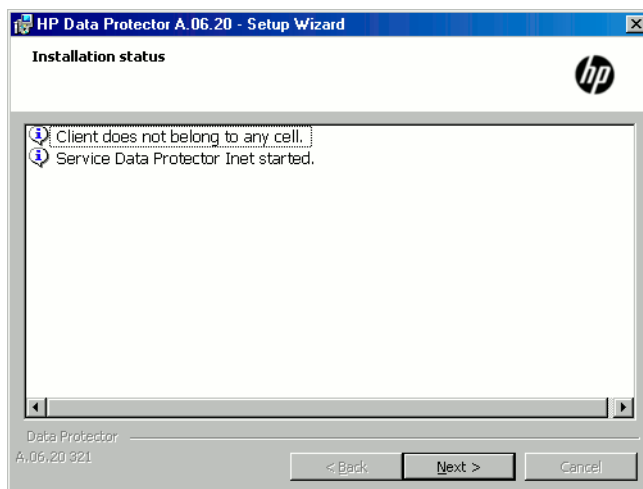 HP Data Protector A.06.20 - Setup Wizard
Installation status
hp
Client does not belong to any cell.
Service Data Protector Inet started.
Data Protector
A.06.20 321
< Back
Next >
Cancel